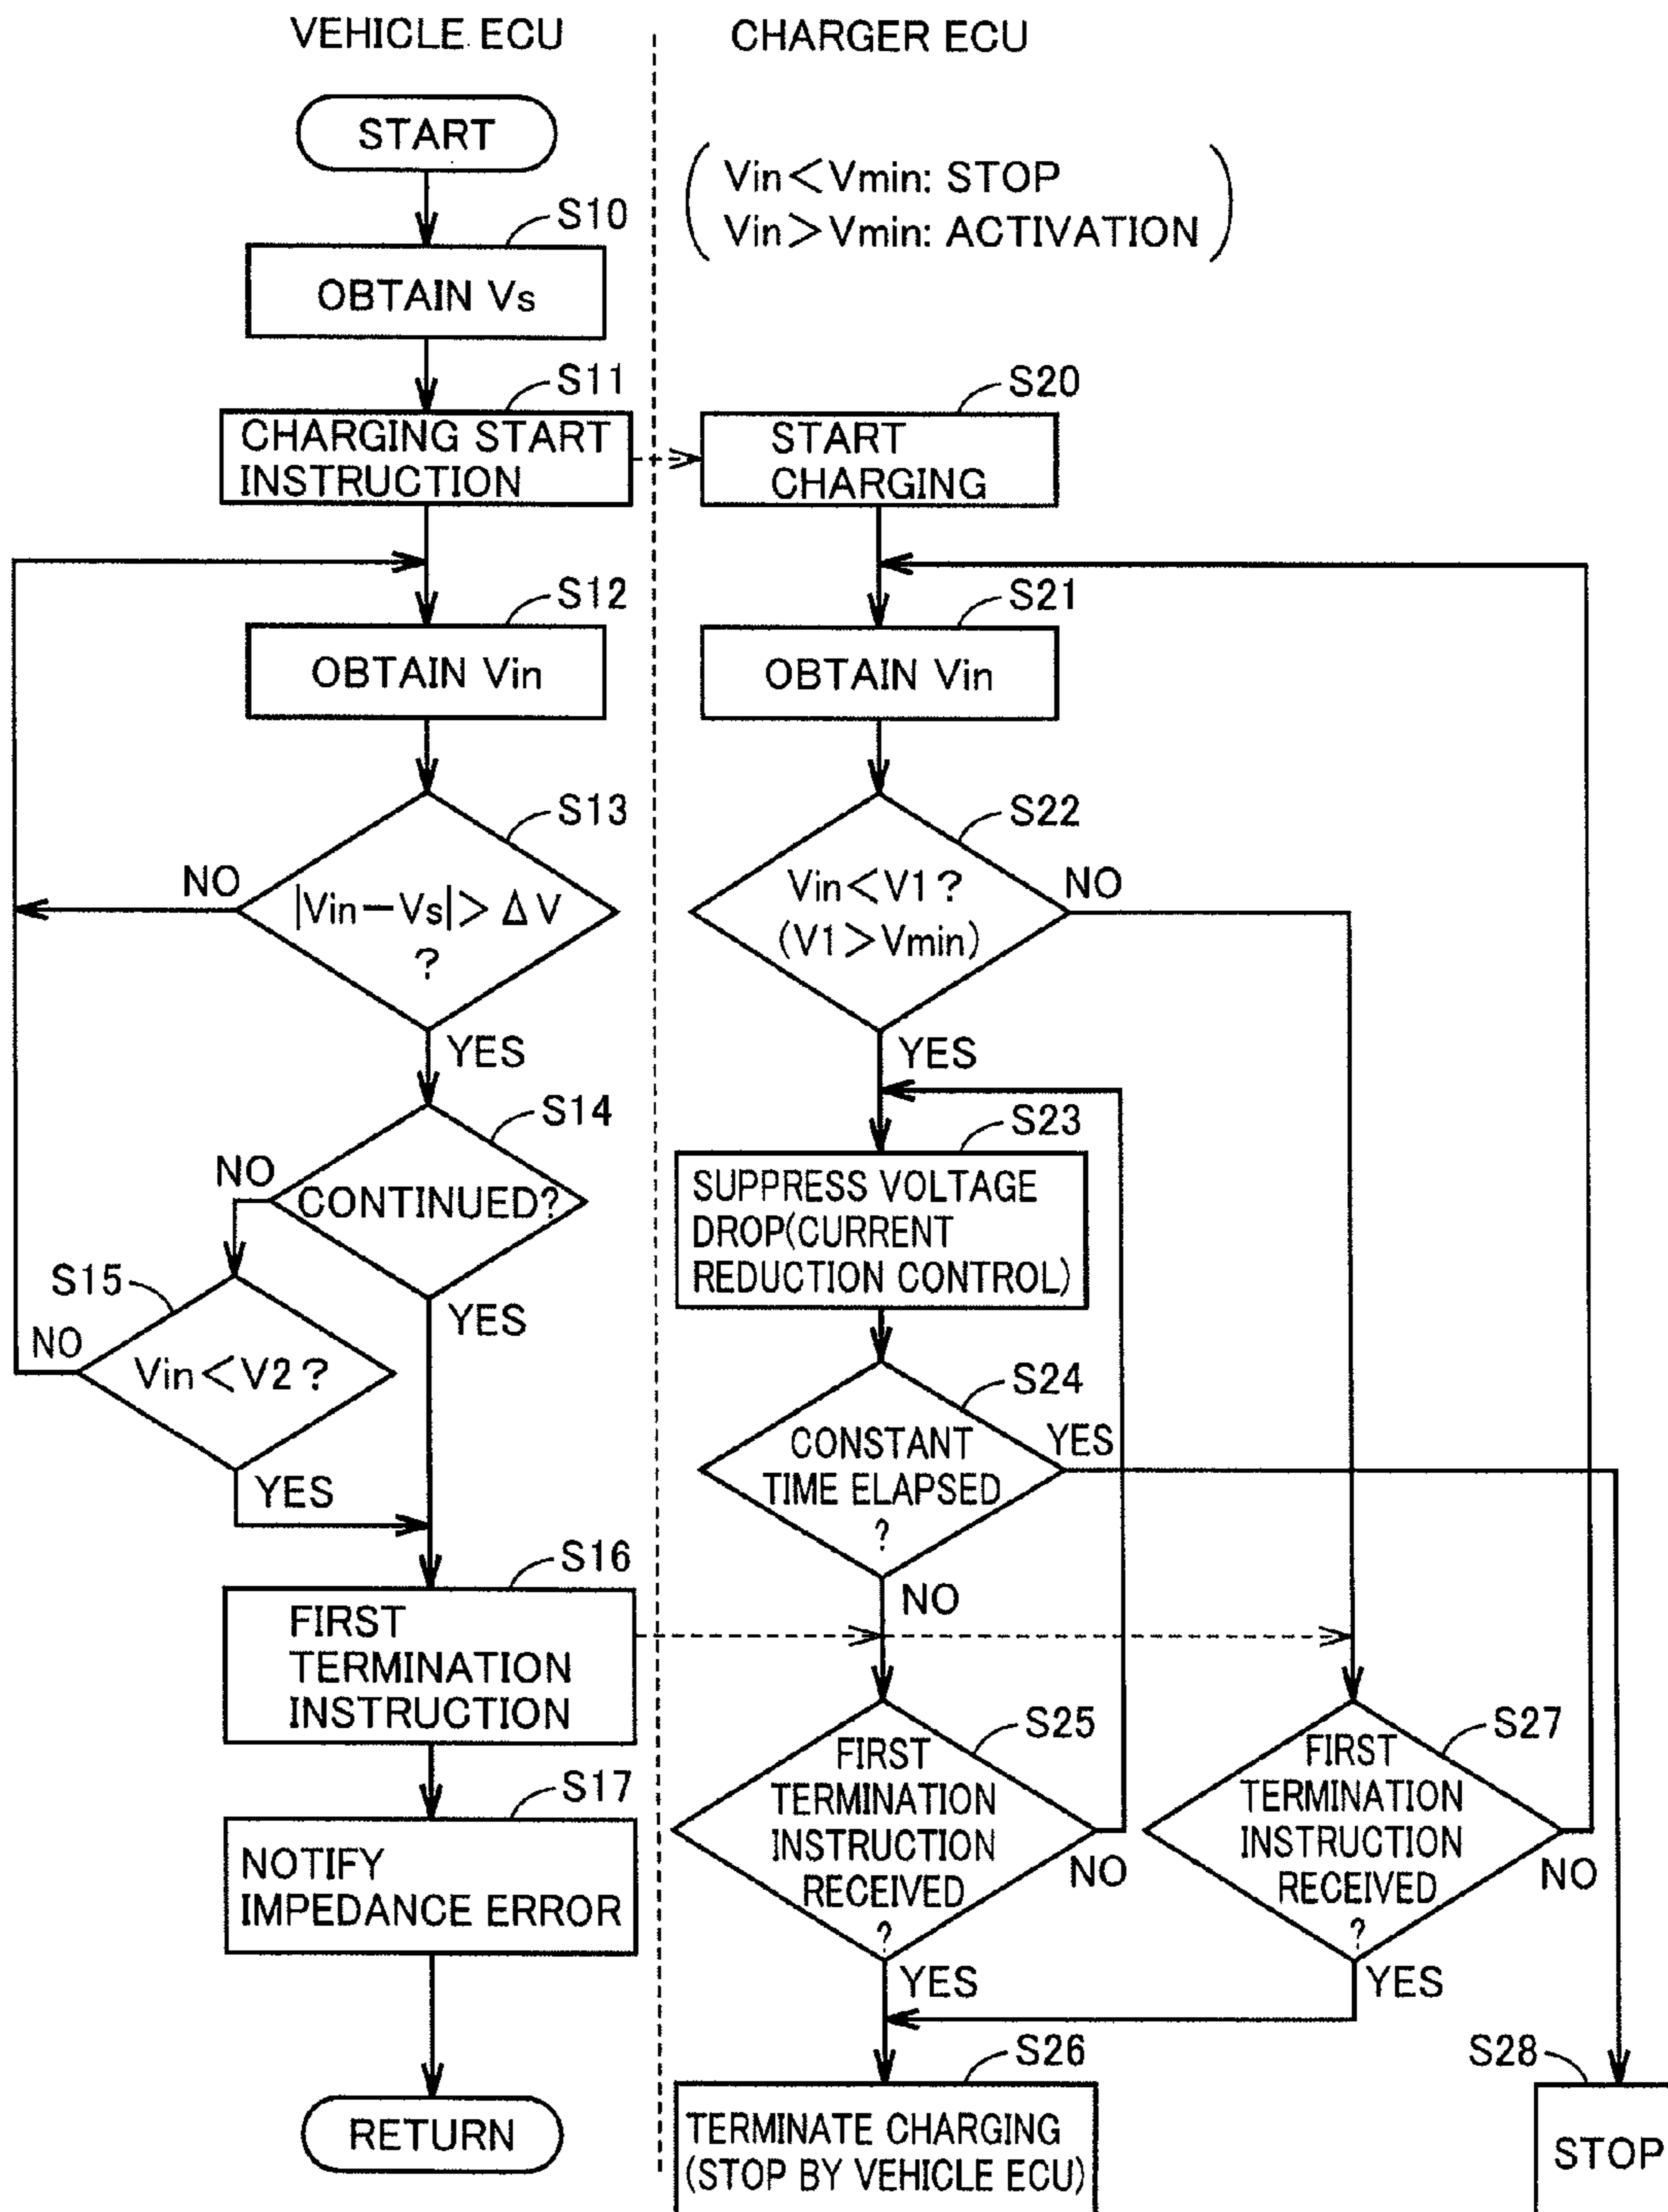 VEHICLE ECU
CHARGER ECU
START
Vin<Vmin: STOP
Vin>Vmin: ACTIVATION
S10
OBTAIN Vs
S11
CHARGING START
INSTRUCTION
S20
START
CHARGING
S12
OBTAIN Vin
S21
OBTAIN Vin
S13
NO
|Vin−Vs|>ΔV
?
YES
S22
Vin<V1?
(V1>Vmin)
NO
YES
S14
NO
CONTINUED?
YES
S15
NO
Vin<V2?
YES
S23
SUPPRESS VOLTAGE
DROP(CURRENT
REDUCTION CONTROL)
S24
CONSTANT
TIME ELAPSED
?
YES
NO
S16
FIRST
TERMINATION
INSTRUCTION
S25
FIRST
TERMINATION
INSTRUCTION
RECEIVED
?
NO
YES
S27
FIRST
TERMINATION
INSTRUCTION
RECEIVED
?
NO
YES
S17
NOTIFY
IMPEDANCE ERROR
RETURN
S26
TERMINATE CHARGING
(STOP BY VEHICLE ECU)
S28
STOP